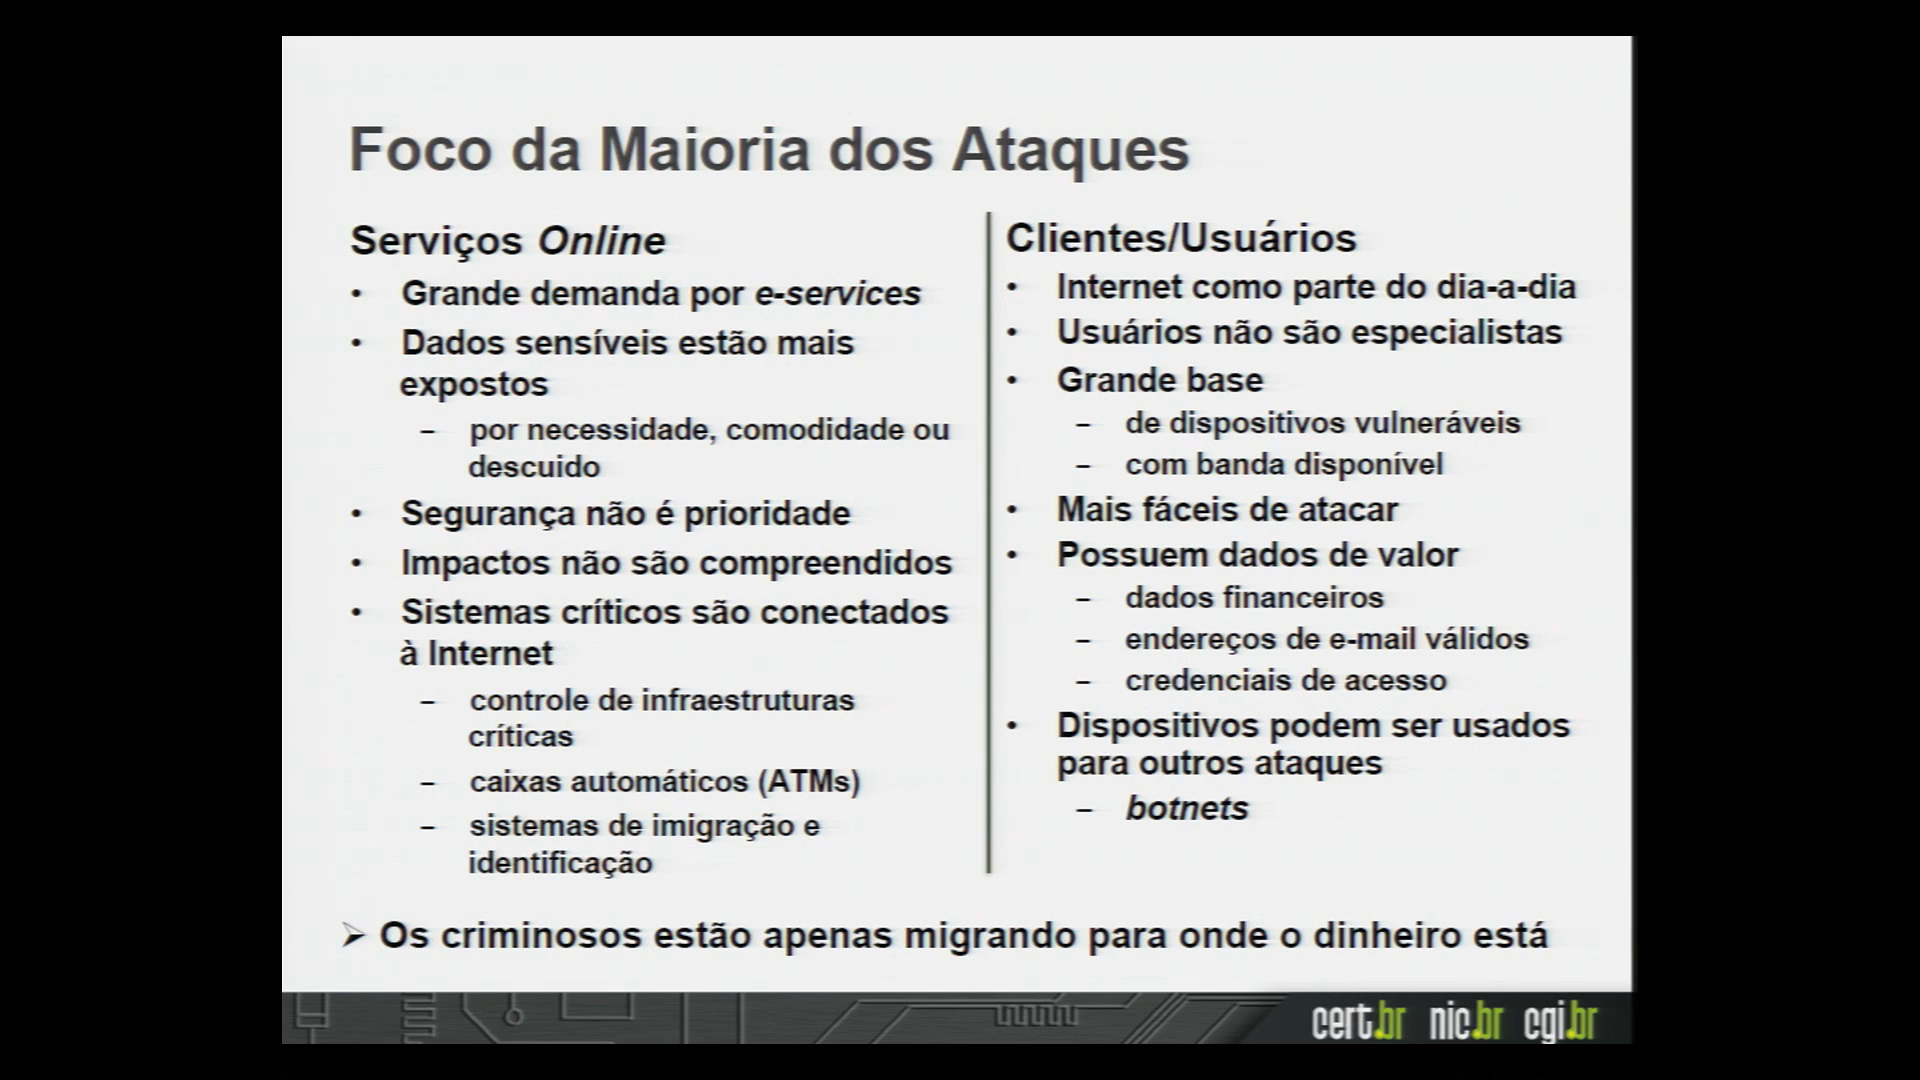 Foco da Maioria dos Ataques
Serviços Online
• Grande demanda por e-services
• Dados sensíveis estão mais
expostos
– por necessidade, comodidade ou
descuido
• Segurança não é prioridade
• Impactos não são compreendidos
• Sistemas críticos são conectados
à Internet
– controle de infraestruturas
críticas
– caixas automáticos (ATMs)
– sistemas de imigração e
identificação
Clientes/Usuários
• Internet como parte do dia-a-dia
• Usuários não são especialistas
• Grande base
– de dispositivos vulneráveis
– com banda disponível
• Mais fáceis de atacar
• Possuem dados de valor
– dados financeiros
– endereços de e-mail válidos
– credenciais de acesso
• Dispositivos podem ser usados
para outros ataques
– botnets
➢ Os criminosos estão apenas migrando para onde o dinheiro está
cert.br nic.br cgi.br